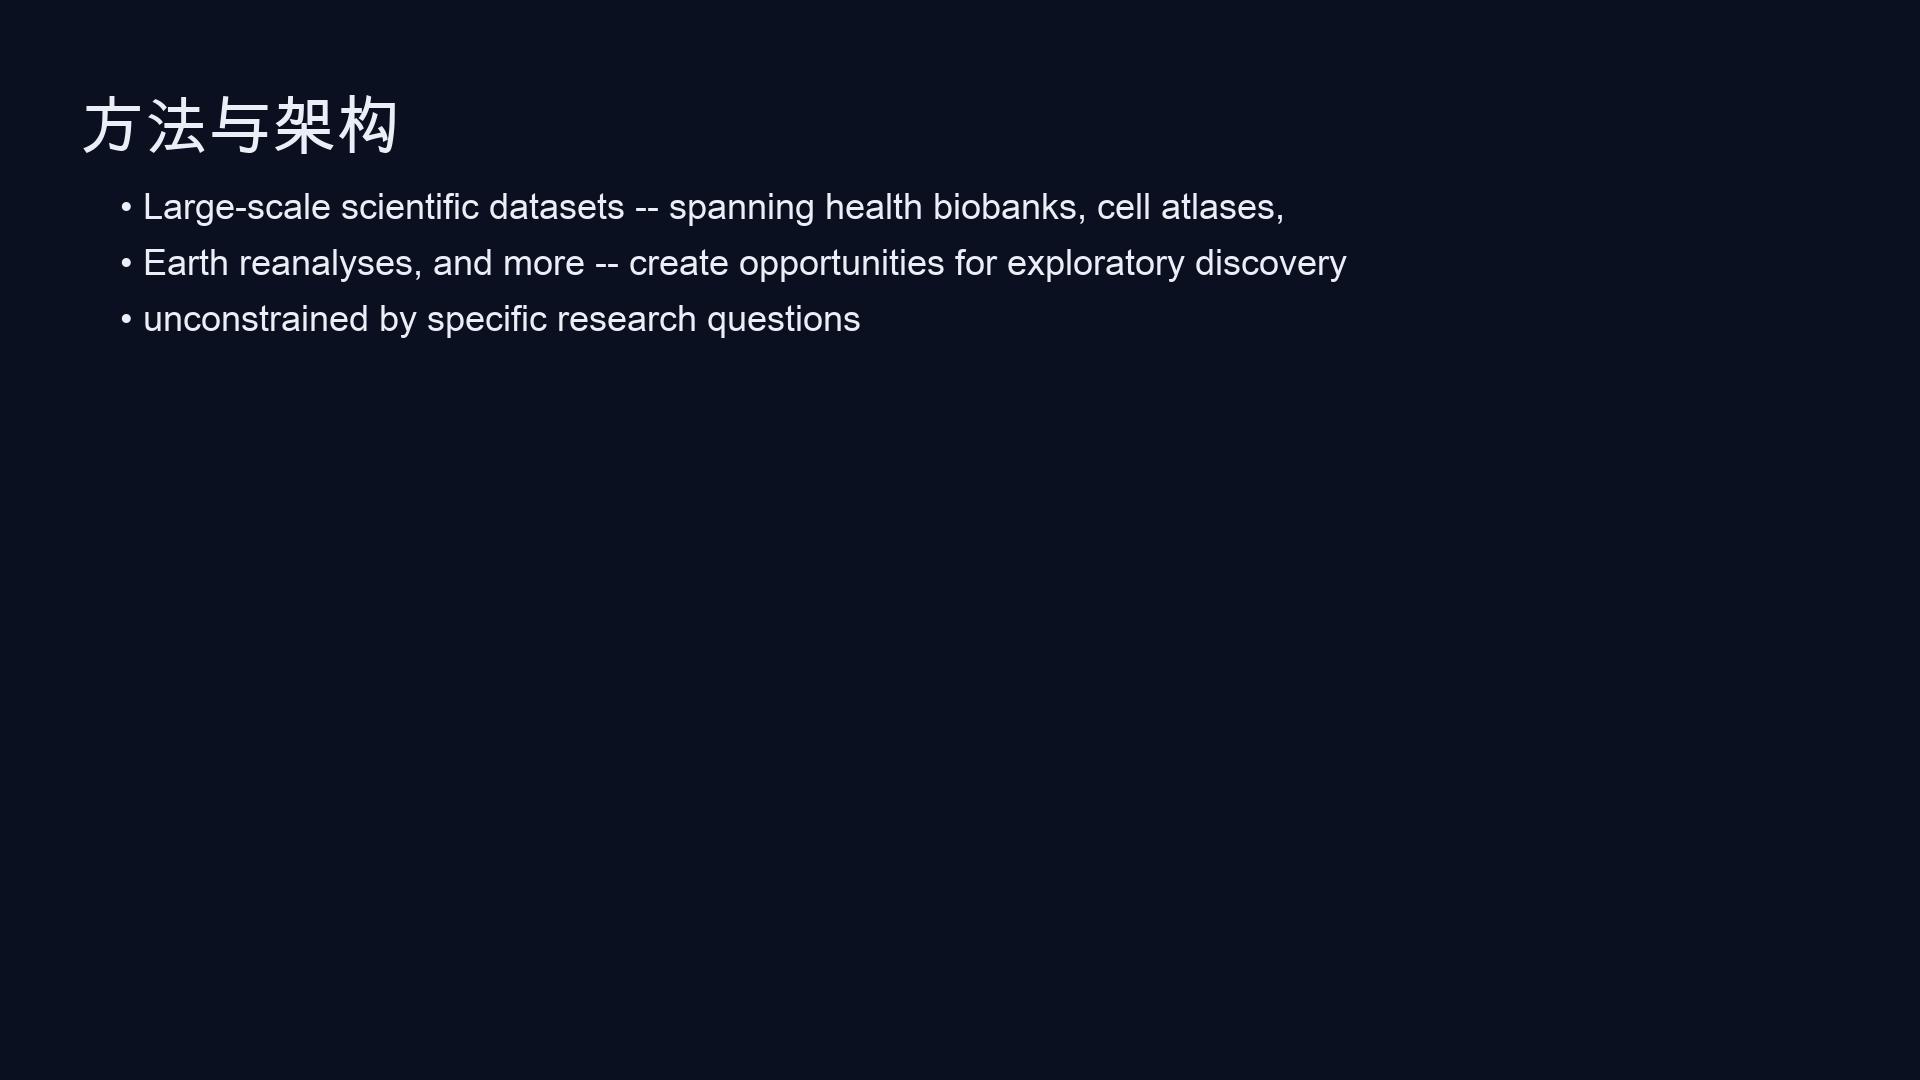 方法与架构
• Large-scale scientific datasets -- spanning health biobanks, cell atlases,
• Earth reanalyses, and more -- create opportunities for exploratory discovery
• unconstrained by specific research questions